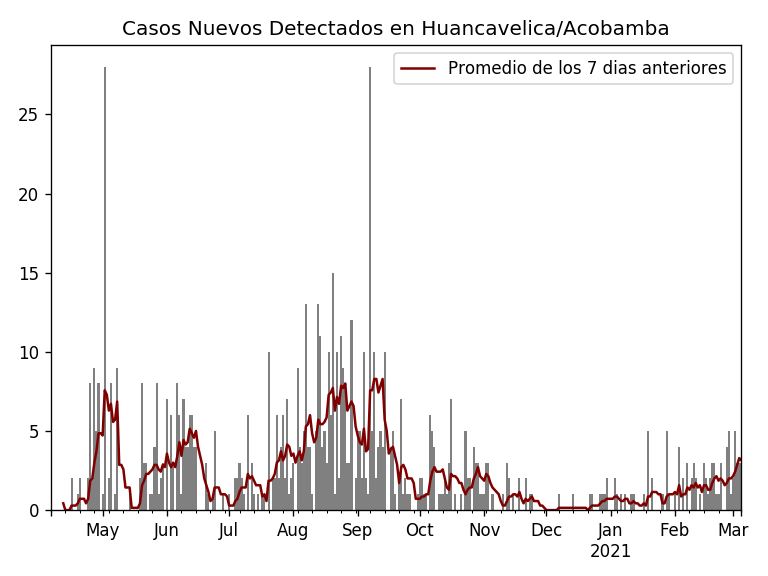 Casos Nuevos Detectados en Huancavelica/Acobamba
Promedio de los 7 dias anteriores
25
20
15
10
5
0
May Jun Jul Aug Sep Oct Nov Dec Jan Feb Mar
2021